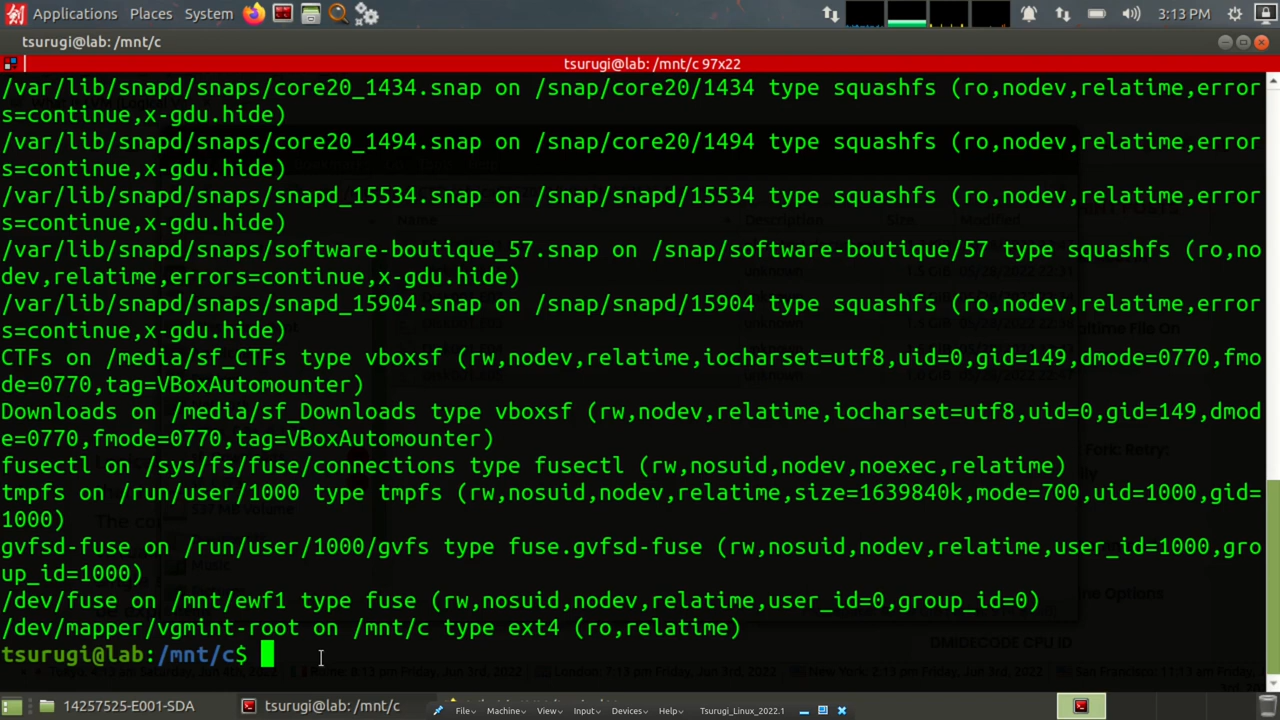 Applications Places System 3:13 PM
tsurugi@lab: /mnt/c
tsurugi@lab: /mnt/c 97x22
/var/lib/snapd/snaps/core20_1434.snap on /snap/core20/1434 type squashfs (ro,nodev,relatime,error
s=continue,x-gdu.hide)
/var/lib/snapd/snaps/core20_1494.snap on /snap/core20/1494 type squashfs (ro,nodev,relatime,error
s=continue,x-gdu.hide)
/var/lib/snapd/snaps/snapd_15534.snap on /snap/snapd/15534 type squashfs (ro,nodev,relatime,error
s=continue,x-gdu.hide)
/var/lib/snapd/snaps/software-boutique_57.snap on /snap/software-boutique/57 type squashfs (ro,no
dev,relatime,errors=continue,x-gdu.hide)
/var/lib/snapd/snaps/snapd_15904.snap on /snap/snapd/15904 type squashfs (ro,nodev,relatime,error
s=continue,x-gdu.hide)
CTFs on /media/sf_CTFs type vboxsf (rw,nodev,relatime,iocharset=utf8,uid=0,gid=149,dmode=0770,fmo
de=0770,tag=VBoxAutomounter)
Downloads on /media/sf_Downloads type vboxsf (rw,nodev,relatime,iocharset=utf8,uid=0,gid=149,dmod
e=0770,fmode=0770,tag=VBoxAutomounter)
fusectl on /sys/fs/fuse/connections type fusectl (rw,nosuid,nodev,noexec,relatime)
tmpfs on /run/user/1000 type tmpfs (rw,nosuid,nodev,relatime,size=1639840k,mode=700,uid=1000,gid=
1000)
gvfsd-fuse on /run/user/1000/gvfs type fuse.gvfsd-fuse (rw,nosuid,nodev,relatime,user_id=1000,gro
up_id=1000)
/dev/fuse on /mnt/ewf1 type fuse (rw,nosuid,nodev,relatime,user_id=0,group_id=0)
/dev/mapper/vgmint-root on /mnt/c type ext4 (ro,relatime)
tsurugi@lab:/mnt/c$
DMIDECODE CPU ID
14257525-E001-SDA tsurugi@lab: /mnt/c File Machine View Input Devices Help Tsurugi_Linux_2022.1